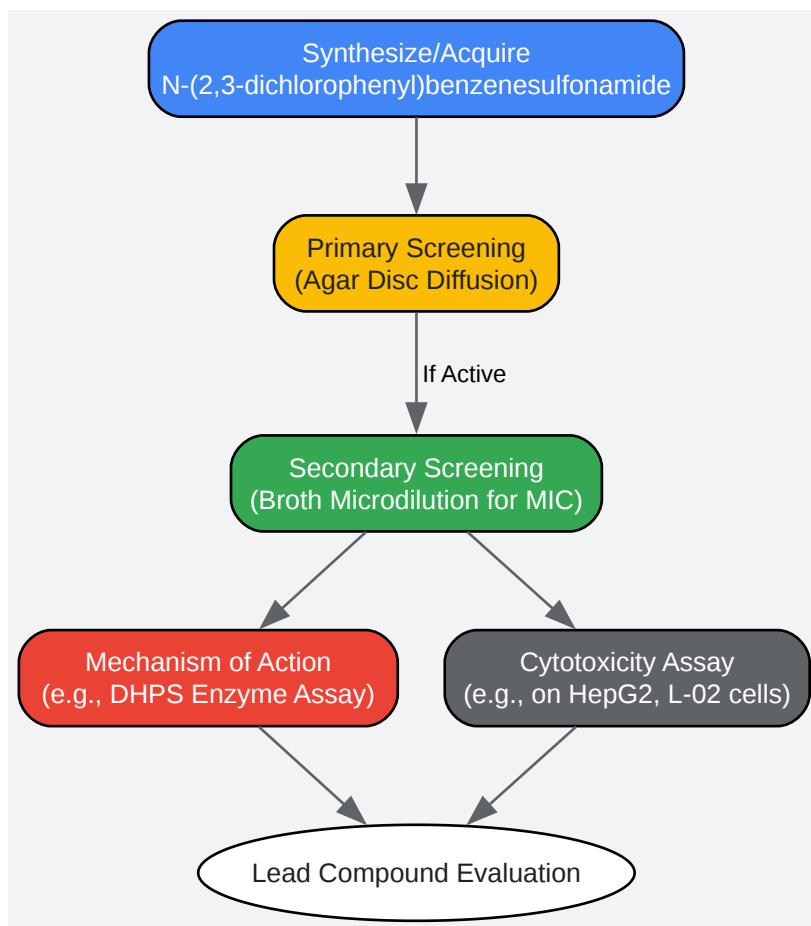 Synthesize/Acquire
N-(2,3-dichlorophenyl)benzenesulfonamide
Primary Screening
(Agar Disc Diffusion)
If Active
Secondary Screening
(Broth Microdilution for MIC)
Mechanism of Action
(e.g., DHPS Enzyme Assay)
Cytotoxicity Assay
(e.g., on HepG2, L-02 cells)
Lead Compound Evaluation